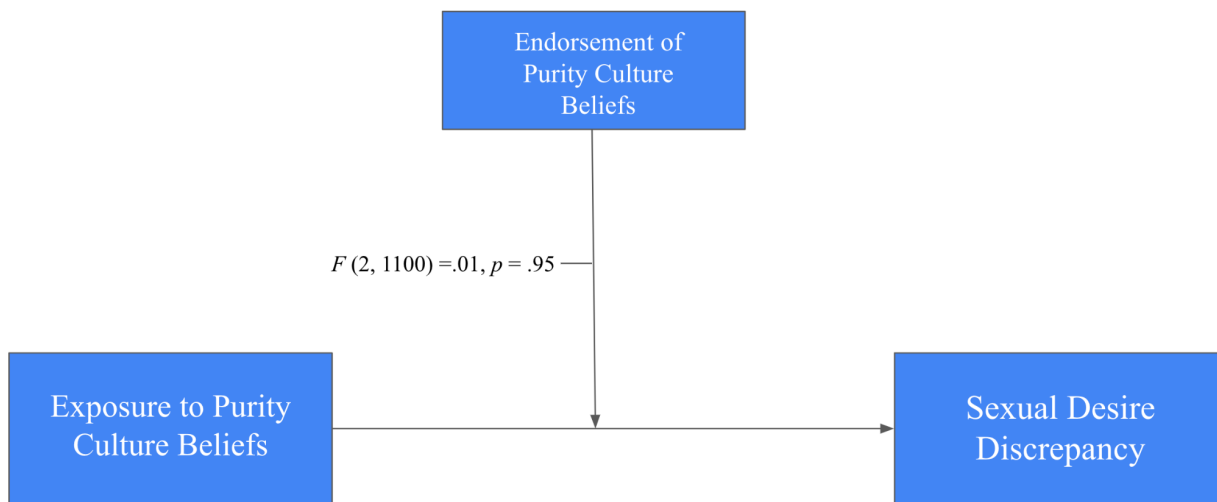 Endorsement of
Purity Culture
Beliefs
F (2, 1100) =.01, p = .95
Exposure to Purity
Culture Beliefs
Sexual Desire
Discrepancy